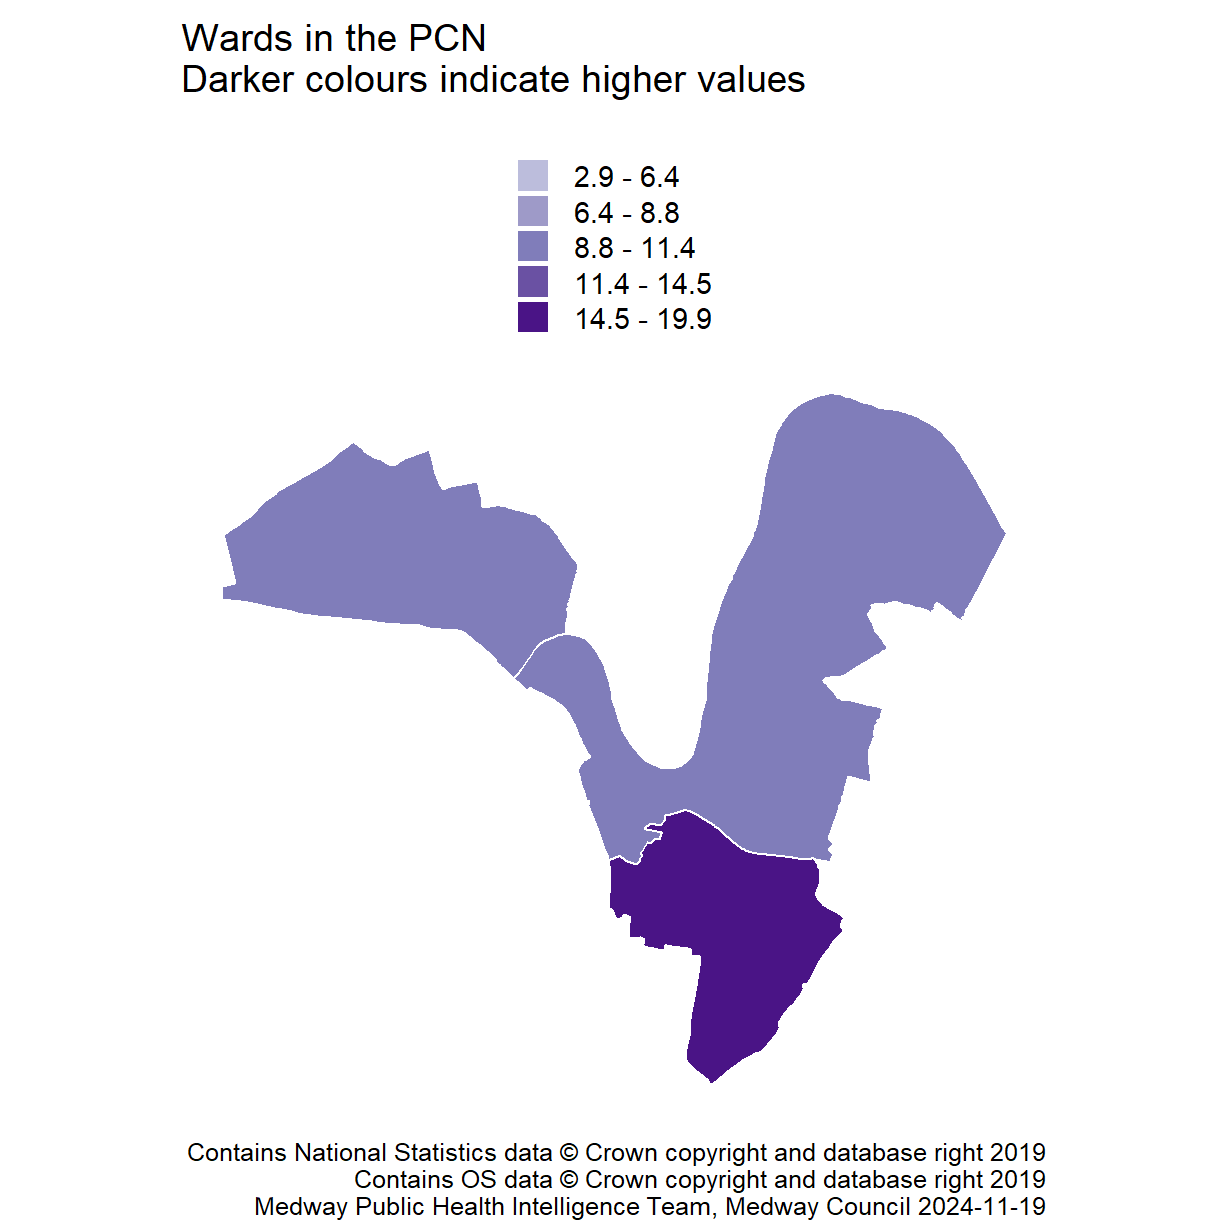 Wards in the PCN
Darker colours indicate higher values
2.9 - 6.4
6.4 - 8.8
8.8 - 11.4
11.4 - 14.5
14.5 - 19.9
Contains National Statistics data © Crown copyright and database right 2019
Contains OS data © Crown copyright and database right 2019
Medway Public Health Intelligence Team, Medway Council 2024-11-19